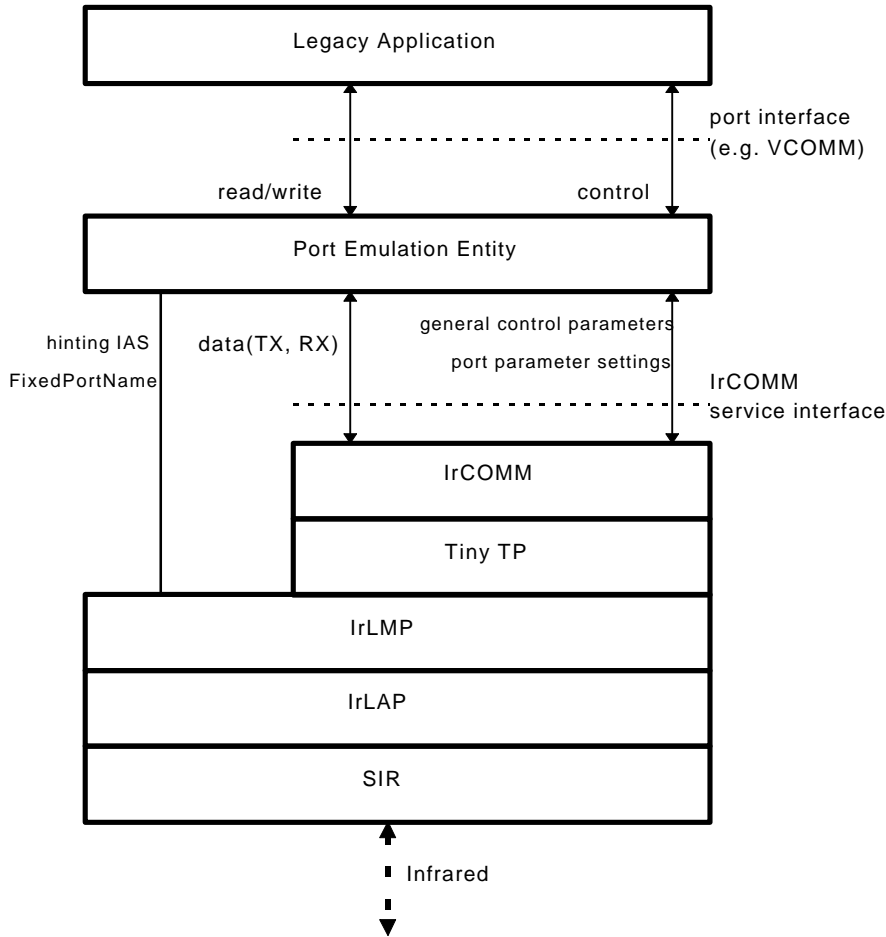 Legacy Application
port interface
(e.g. VCOMM)
read/write
control
Port Emulation Entity
general control parameters
hinting IAS
data(TX, RX)
port parameter settings
FixedPortName
IrCOMM
service interface
IrCOMM
Tiny TP
IrLMP
IrLAP
SIR
Infrared